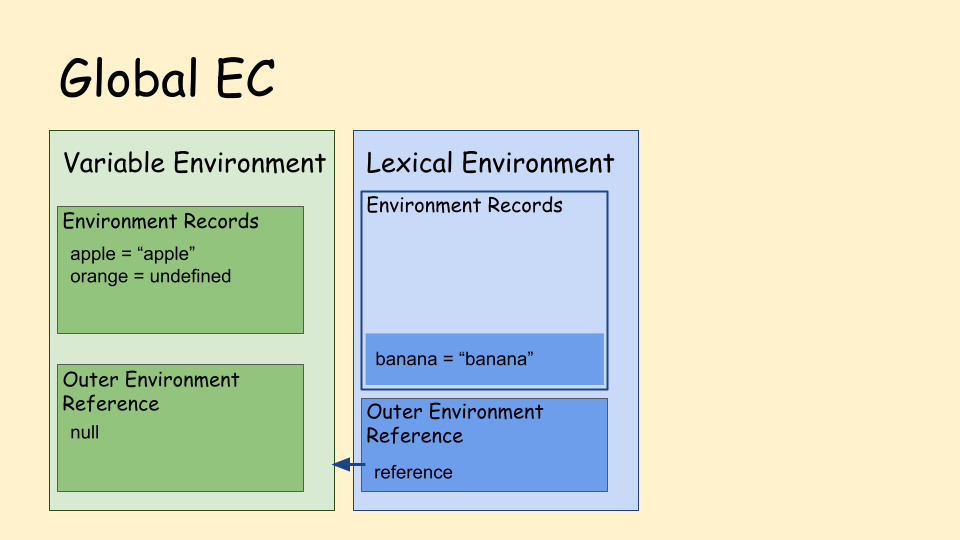 Global EC
Variable Environment
Environment Records
apple = “apple”
orange = undefined
Outer Environment
Reference
null
Lexical Environment
Environment Records
banana = “banana”
Outer Environment
Reference
reference